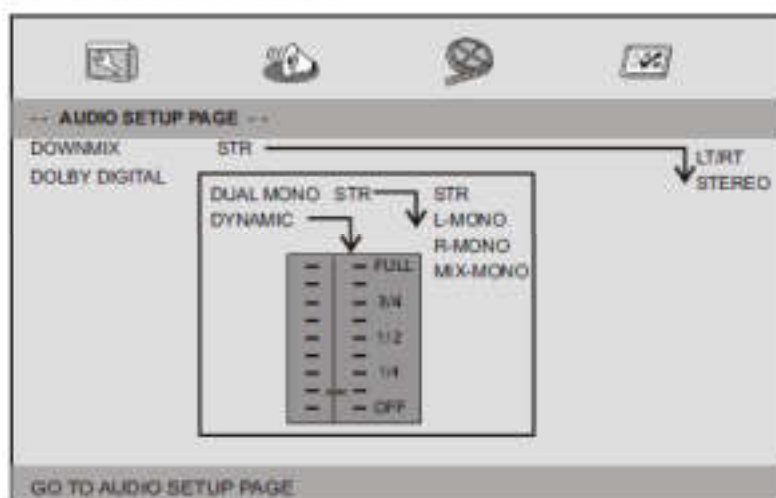 -- AUDIO SETUP PAGE --
DOWNMIX STR LT/RT
STEREO
DOLBY DIGITAL
DUAL MONO STR STR
DYNAMIC L-MONO
R-MONO
MIX-MONO
FULL
3/4
1/2
1/4
OFF
GO TO AUDIO SETUP PAGE